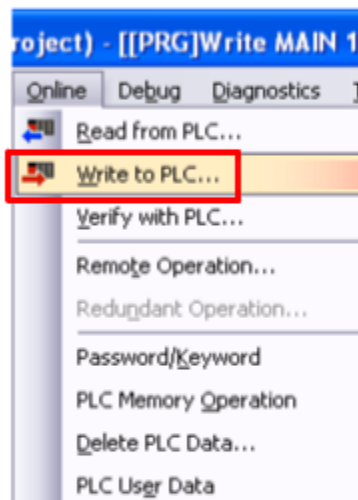 roject) - [[PRG]Write MAIN 1
Online Debug Diagnostics
Read from PLC...
Write to PLC...
Verify with PLC...
Remote Operation...
Redundant Operation...
Password/Keyword
PLC Memory Operation
Delete PLC Data...
PLC User Data